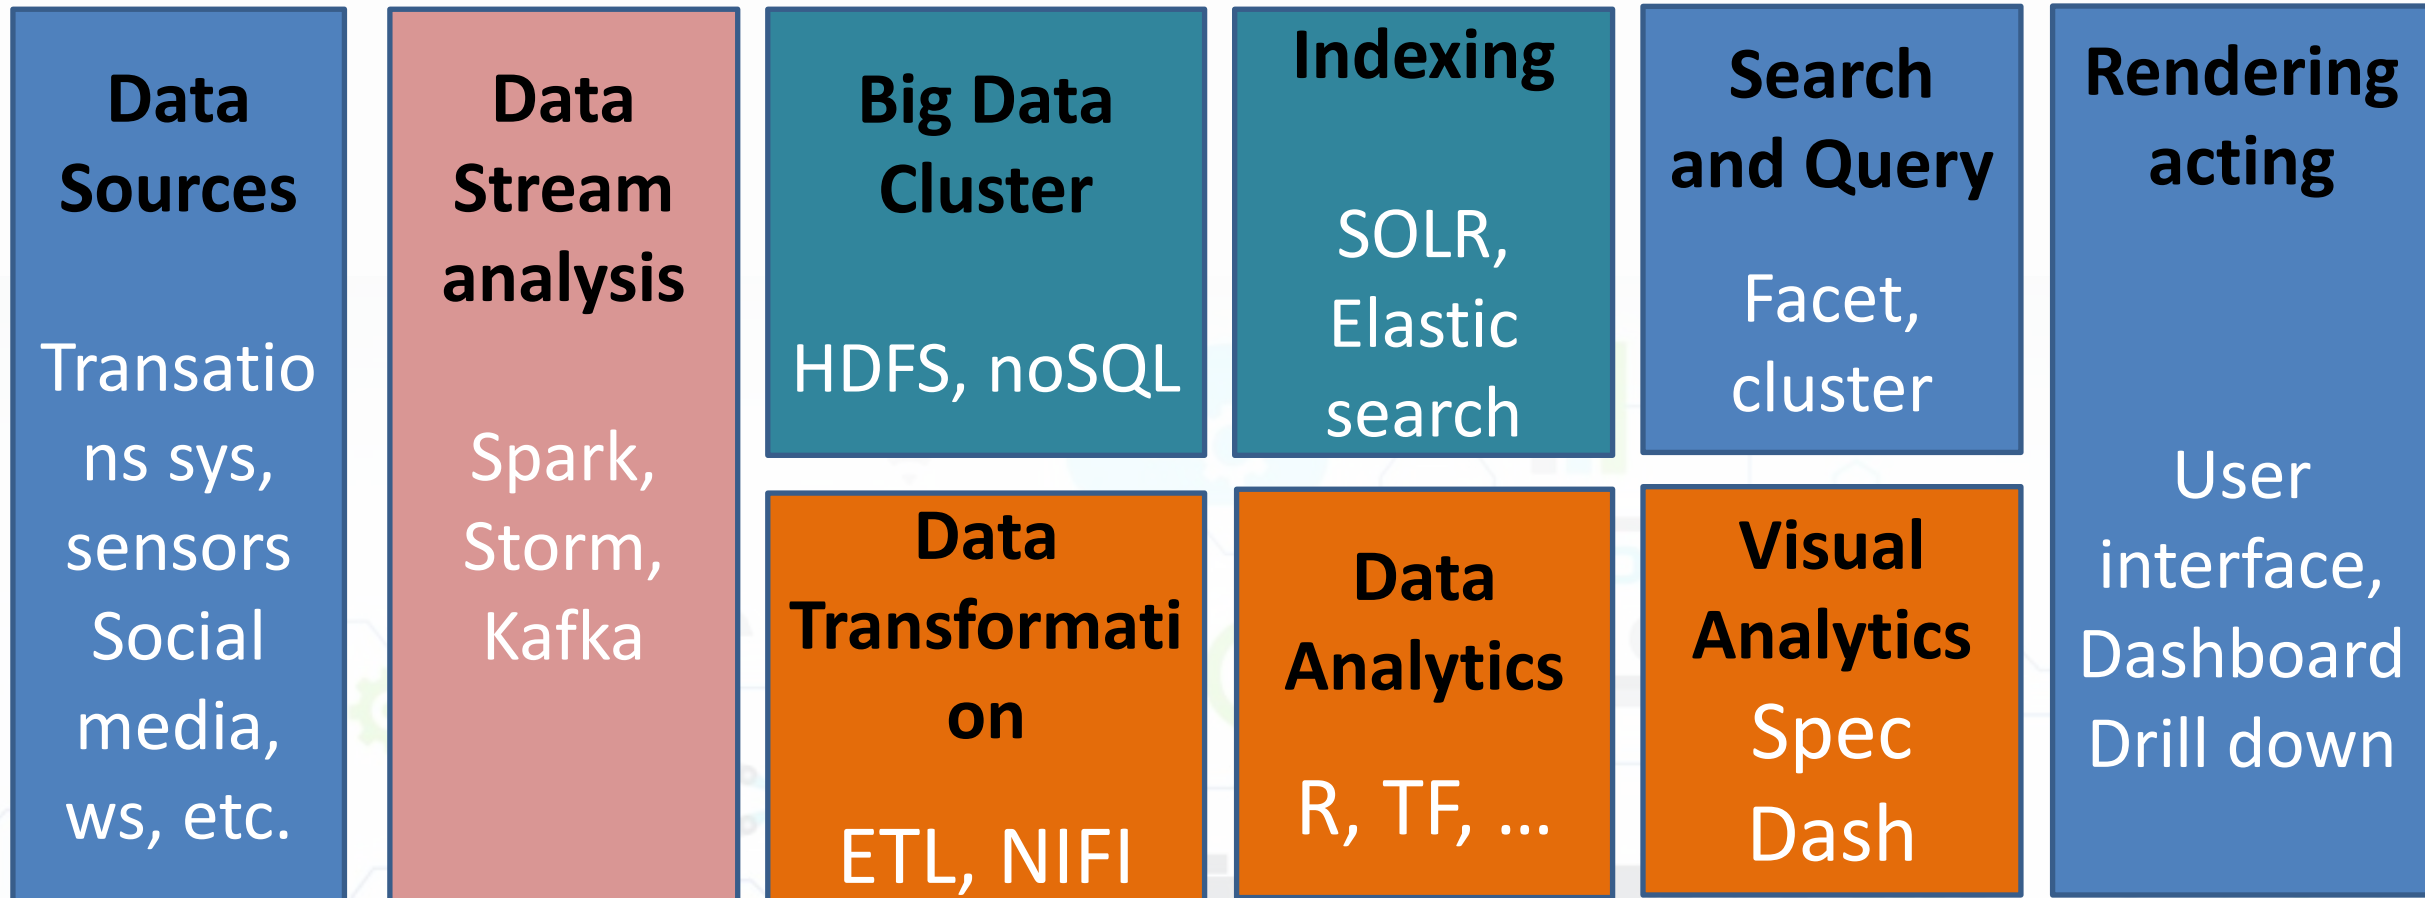 Data
Sources
Transatio
ns sys,
sensors
Social
media,
ws, etc.
Data
Stream
analysis
Spark,
Storm,
Kafka
Big Data
Cluster
HDFS, noSQL
Data
Transformati
on
ETL, NIFI
Indexing
SOLR,
Elastic
search
Data
Analytics
R, TF, ...
Search
and Query
Facet,
cluster
Visual
Analytics
Spec
Dash
Rendering
acting
User
interface,
Dashboard
Drill down